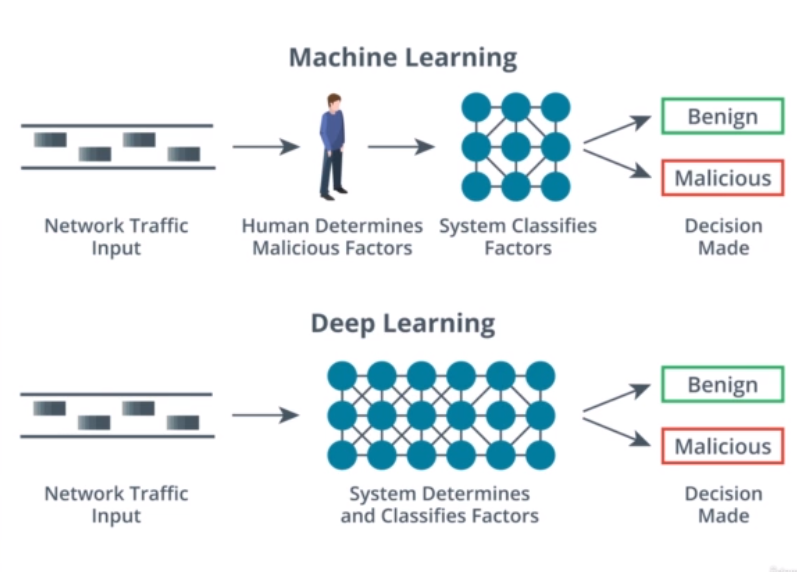 Machine Learning
Benign
Malicious
Network Traffic
Input
Human Determines
Malicious Factors
System Classifies
Factors
Decision
Made
Deep Learning
Benign
Malicious
Network Traffic
Input
System Determines
and Classifies Factors
Decision
Made